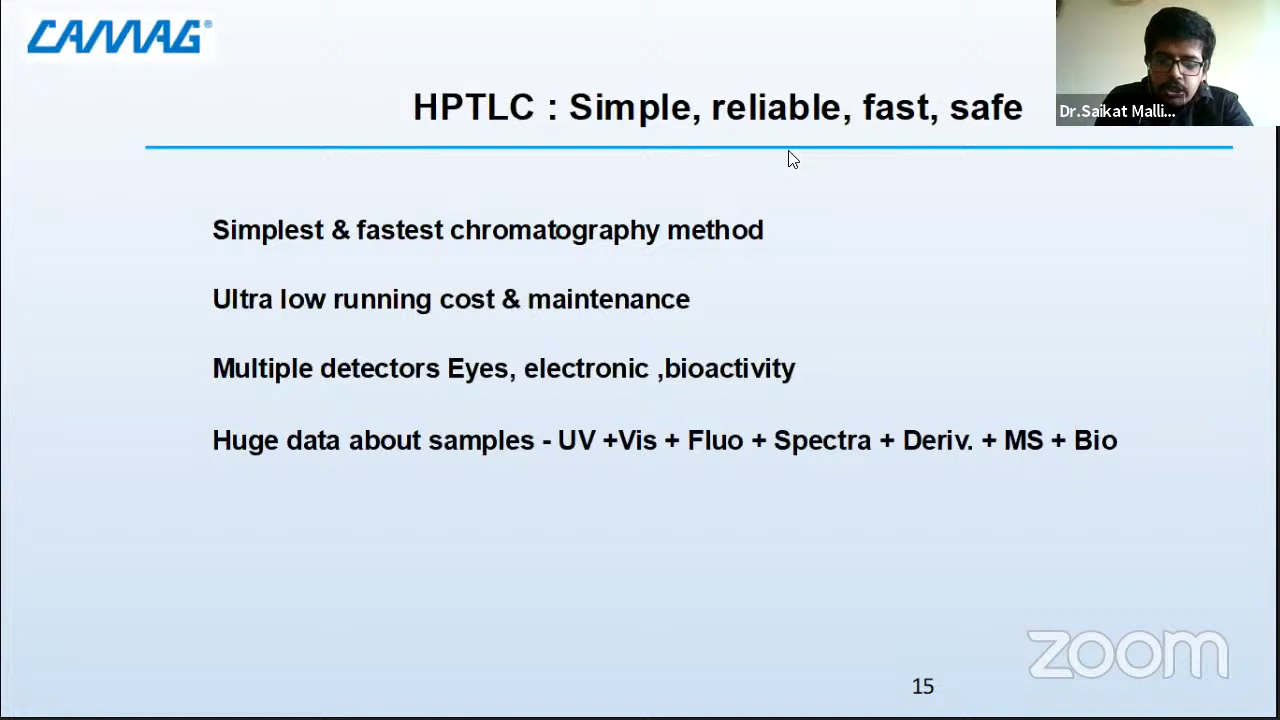 CAMAG®
HPTLC : Simple, reliable, fast, safe
Dr.Saikat Malli...
Simplest & fastest chromatography method
Ultra low running cost & maintenance
Multiple detectors Eyes, electronic ,bioactivity
Huge data about samples - UV +Vis + Fluo + Spectra + Deriv. + MS + Bio
zoom
15